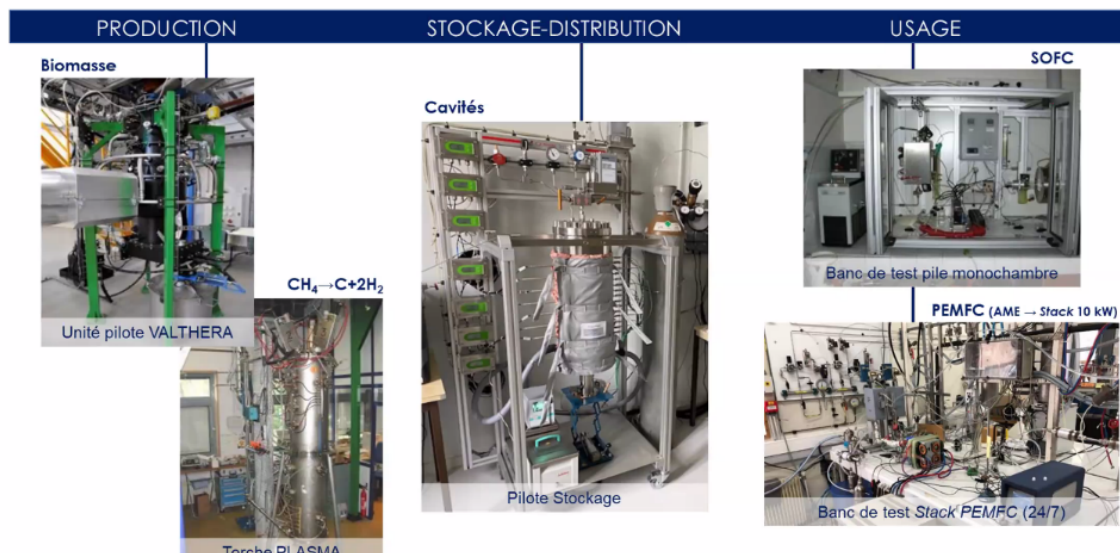 PRODUCTION
STOCKAGE-DISTRIBUTION
USAGE
Biomasse
Unité pilote VALTHERA
CH₄→C+2H₂
Torche PLASMA
Cavités
Pilote Stockage
SOFC
Banc de test pile monochambre
PEMFC (AME → Stack 10 kW)
Banc de test Stack PEMFC (24/7)